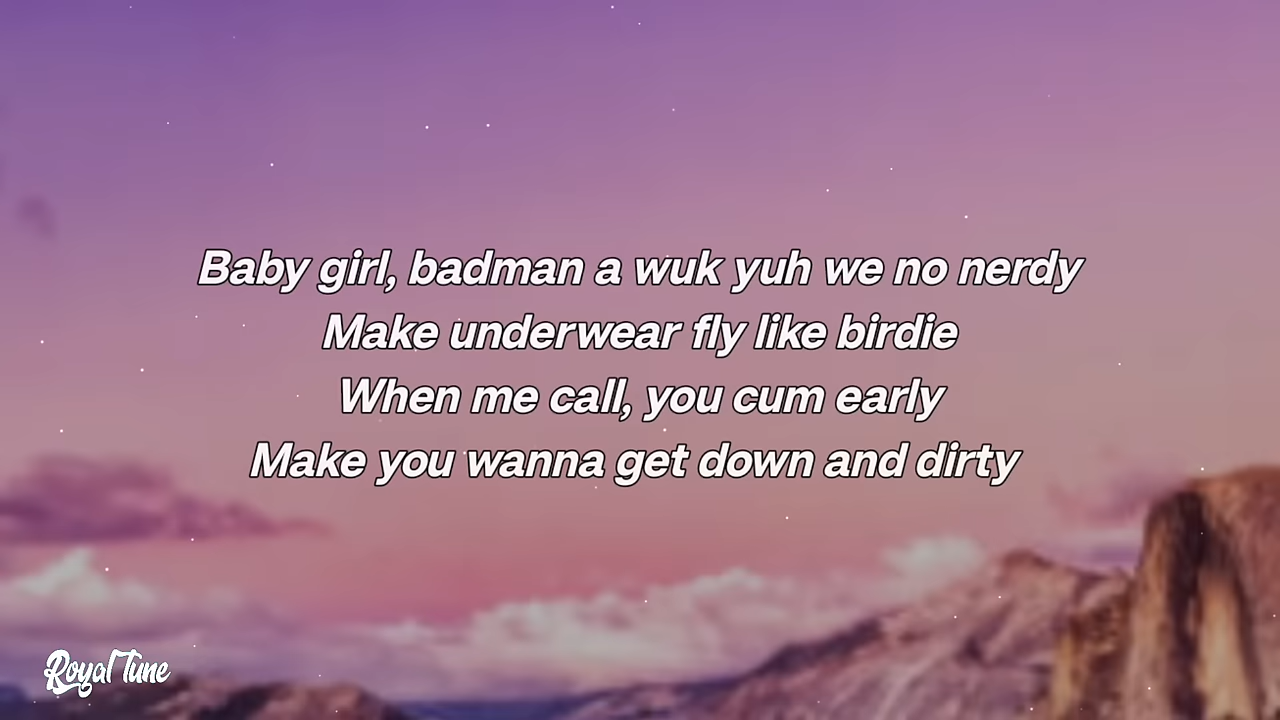 Baby girl, badman a wuk yuh we no nerdy
Make underwear fly like birdie
When me call, you cum early
Make you wanna get down and dirty
Royal Tune